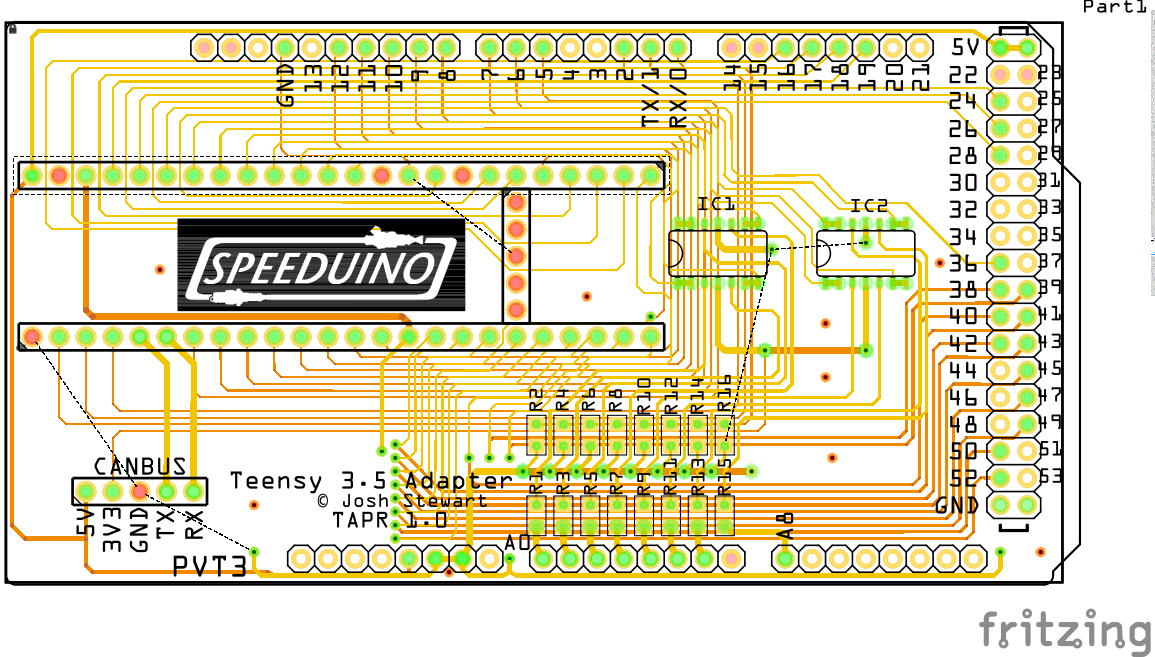 Part1
GND 13 12 11 10 9 8 7 6 5 4 3 2 TX/1 RX/0 14 15 16 17 18 19 20 21
5V
22 23
24 25
26 27
28 29
30 31
32 33
34 35
36 37
38 39
40 41
42 43
44 45
46 47
48 49
50 51
52 53
GND
IC1 IC2
SPEEDUINO
R2 R4 R6 R8 R10 R12 R14 R16
R1 R3 R5 R7 R9 R11 R13 R15
CANBUS
5V 3V3 GND TX RX
Teensy 3.5 Adapter
© Josh Stewart
TAPR 1.0
A0 A8
PVT3
fritzing